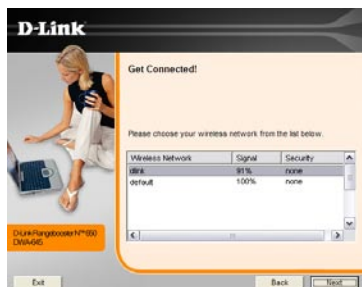 D-Link
Get Connected!
Please choose your wireless network from the list below.
Wireless Network Signal Security
dlink 91% none
default 100% none
D-Link Rangebooster N™ 650
DWA-645
Exit
Back
Next